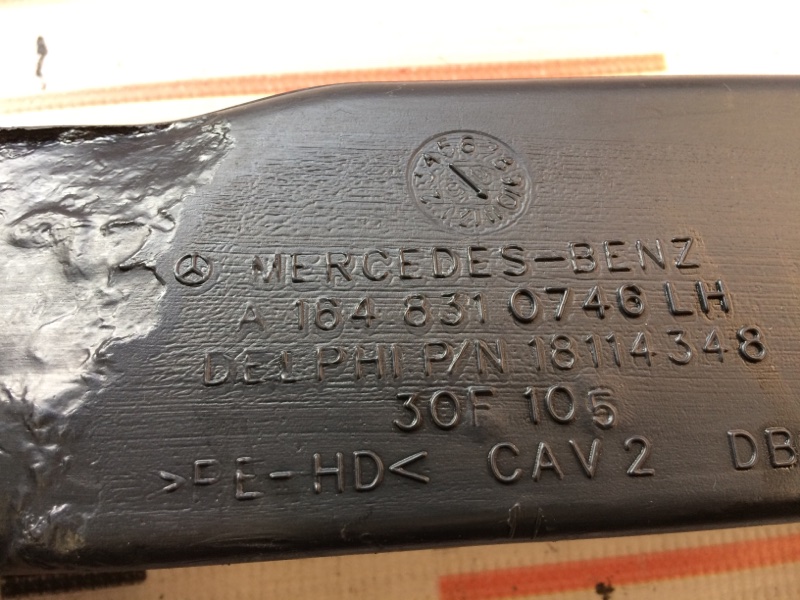 MERCEDES-BENZ
A 164 831 0746 LH
DELPHI P/N 18114348
30F 105
>PE-HD< CAV 2 DB